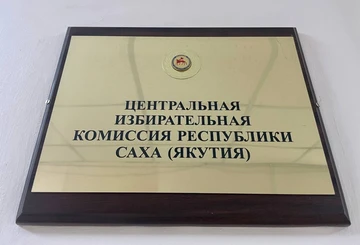 ЦЕНТРАЛЬНАЯ
ИЗБИРАТЕЛЬНАЯ
КОМИССИЯ РЕСПУБЛИКИ
САХА (ЯКУТИЯ)